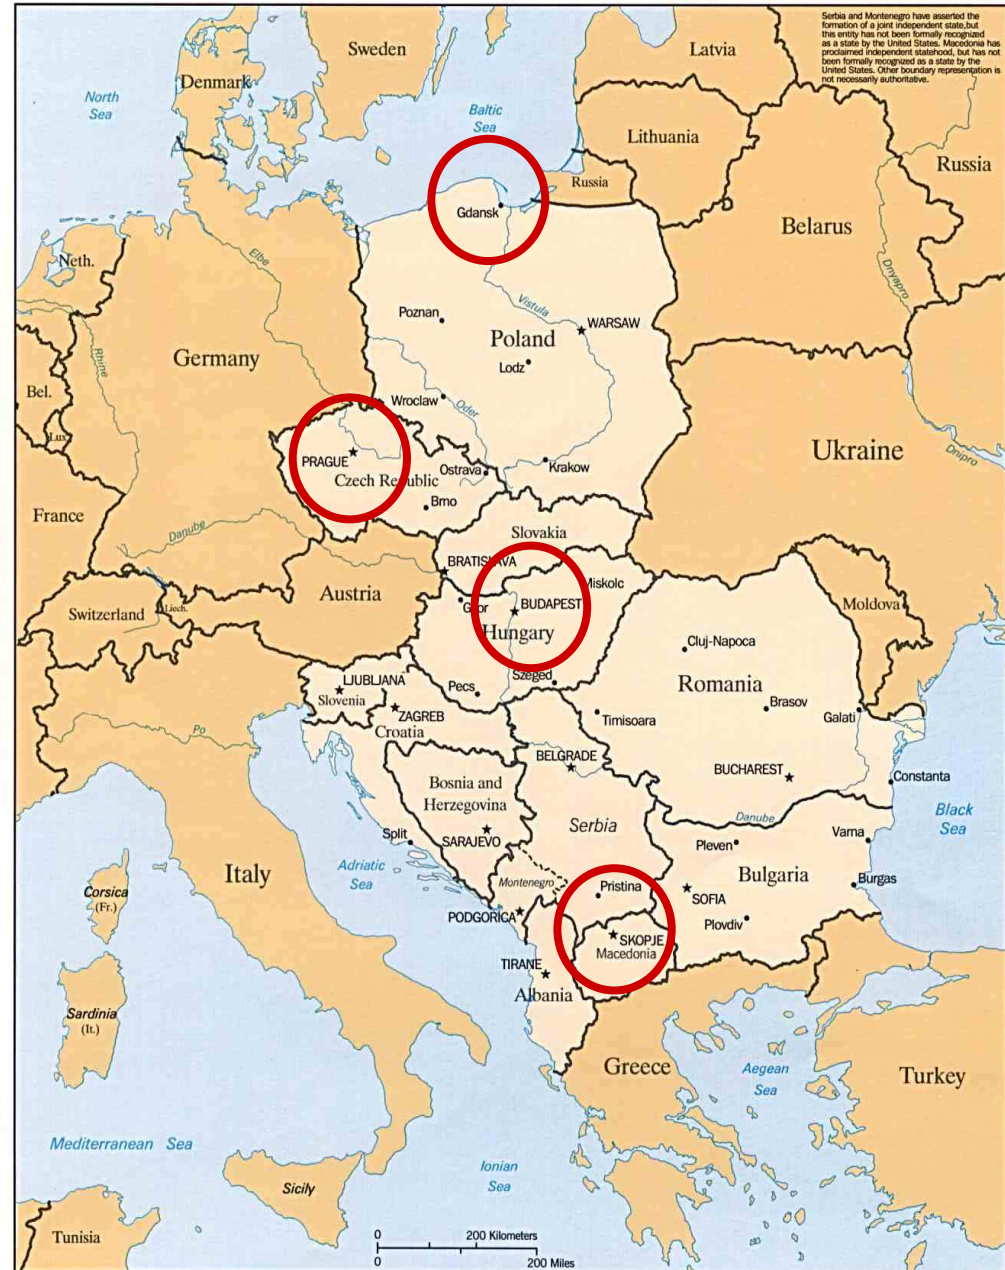 Serbia and Montenegro have asserted the
formation of a joint independent state,but
this entity has not been formally recognized
as a state by the United States. Macedonia has
proclaimed independent statehood, but has not
been formally recognized as a state by the
United States. Other boundary representation is
not necessarily authoritative.
Sweden
Latvia
Denmark
North
Sea
Baltic
Sea
Lithuania
Russia
Russia
Gdansk
Belarus
Neth.
Elbe
Dnyapro
Vistula
Poznan
WARSAW
Poland
Rhine
Germany
Lodz
Bel.
Wroclaw
Oder
Lux.
Ukraine
PRAGUE
Ostrava
Krakow
Dnipro
Czech Republic
Brno
France
Danube
Slovakia
BRATISLAVA
Miskolc
Austria
Switzerland
Liech.
Gyor
BUDAPEST
Moldova
Hungary
Cluj-Napoca
Szeged
LJUBLJANA
Pecs
Romania
Slovenia
ZAGREB
Brasov
Timisoara
Galati
Croatia
Po
BELGRADE
BUCHAREST
Constanta
Bosnia and
Herzegovina
Danube
Black
Sea
Serbia
Split
SARAJEVO
Pleven
Varna
Adriatic
Sea
Italy
Bulgaria
Montenegro
Pristina
Burgas
Corsica
(Fr.)
SOFIA
PODGORICA
Plovdiv
SKOPJE
Macedonia
TIRANE
Albania
Sardinia
(It.)
Greece
Aegean
Sea
Turkey
Mediterranean Sea
Ionian
Sea
Sicily
Tunisia
0 200 Kilometers
0 200 Miles